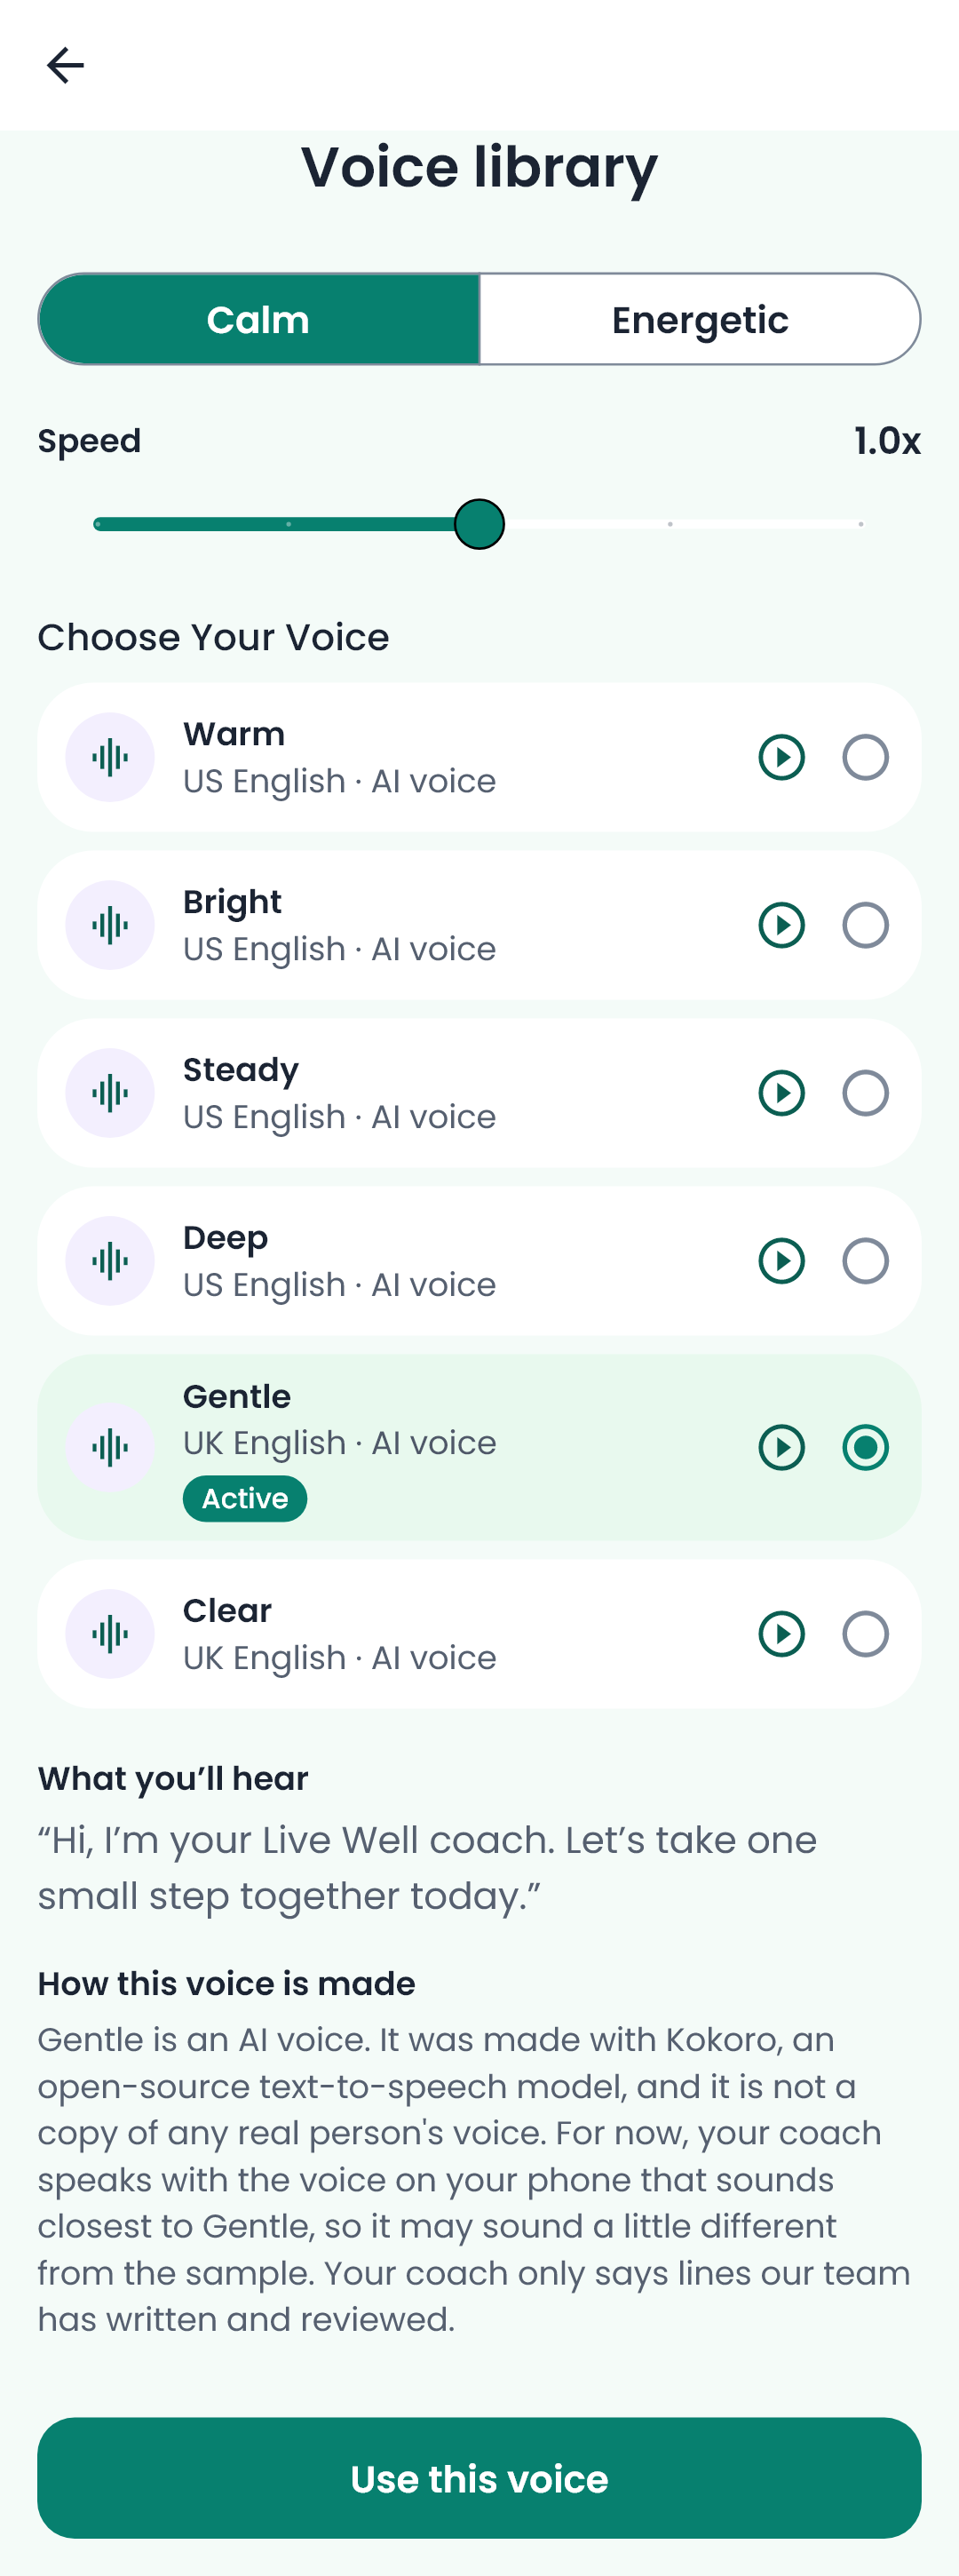 Voice library
Calm
Energetic
Speed
1.0x
Choose Your Voice
Warm
US English · AI voice
Bright
US English · AI voice
Steady
US English · AI voice
Deep
US English · AI voice
Gentle
UK English · AI voice
Active
Clear
UK English · AI voice
What you’ll hear
“Hi, I’m your Live Well coach. Let’s take one
small step together today.”
How this voice is made
Gentle is an AI voice. It was made with Kokoro, an
open-source text-to-speech model, and it is not a
copy of any real person's voice. For now, your coach
speaks with the voice on your phone that sounds
closest to Gentle, so it may sound a little different
from the sample. Your coach only says lines our team
has written and reviewed.
Use this voice